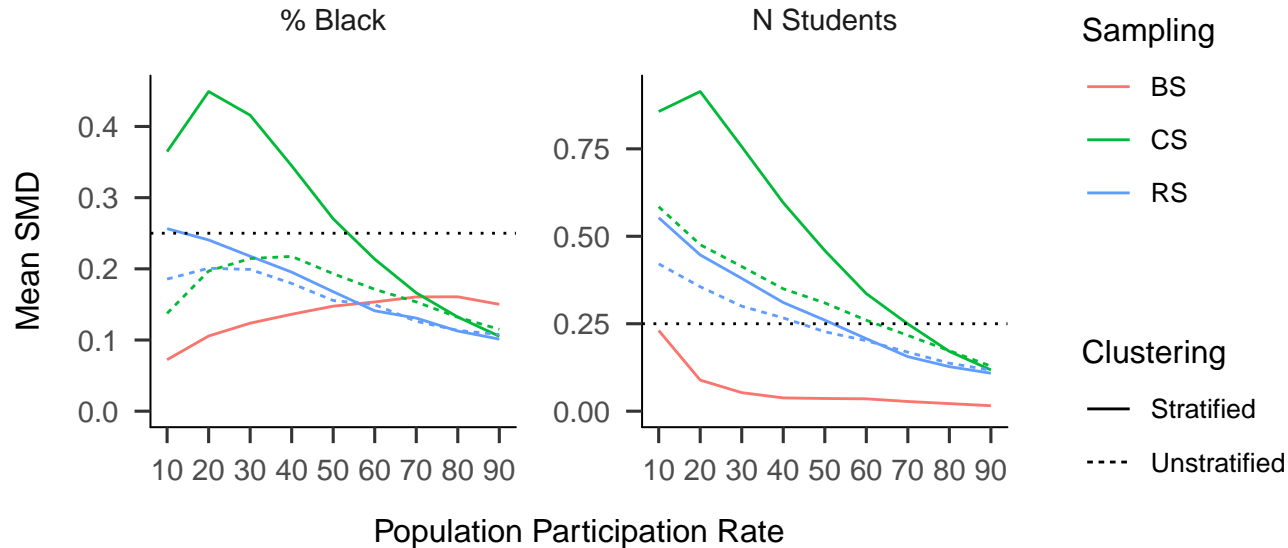 % Black
N Students
Mean SMD
0.4
0.3
0.2
0.1
0.0
10 20 30 40 50 60 70 80 90
0.75
0.50
0.25
0.00
10 20 30 40 50 60 70 80 90
Population Participation Rate
Sampling
BS
CS
RS
Clustering
Stratified
Unstratified